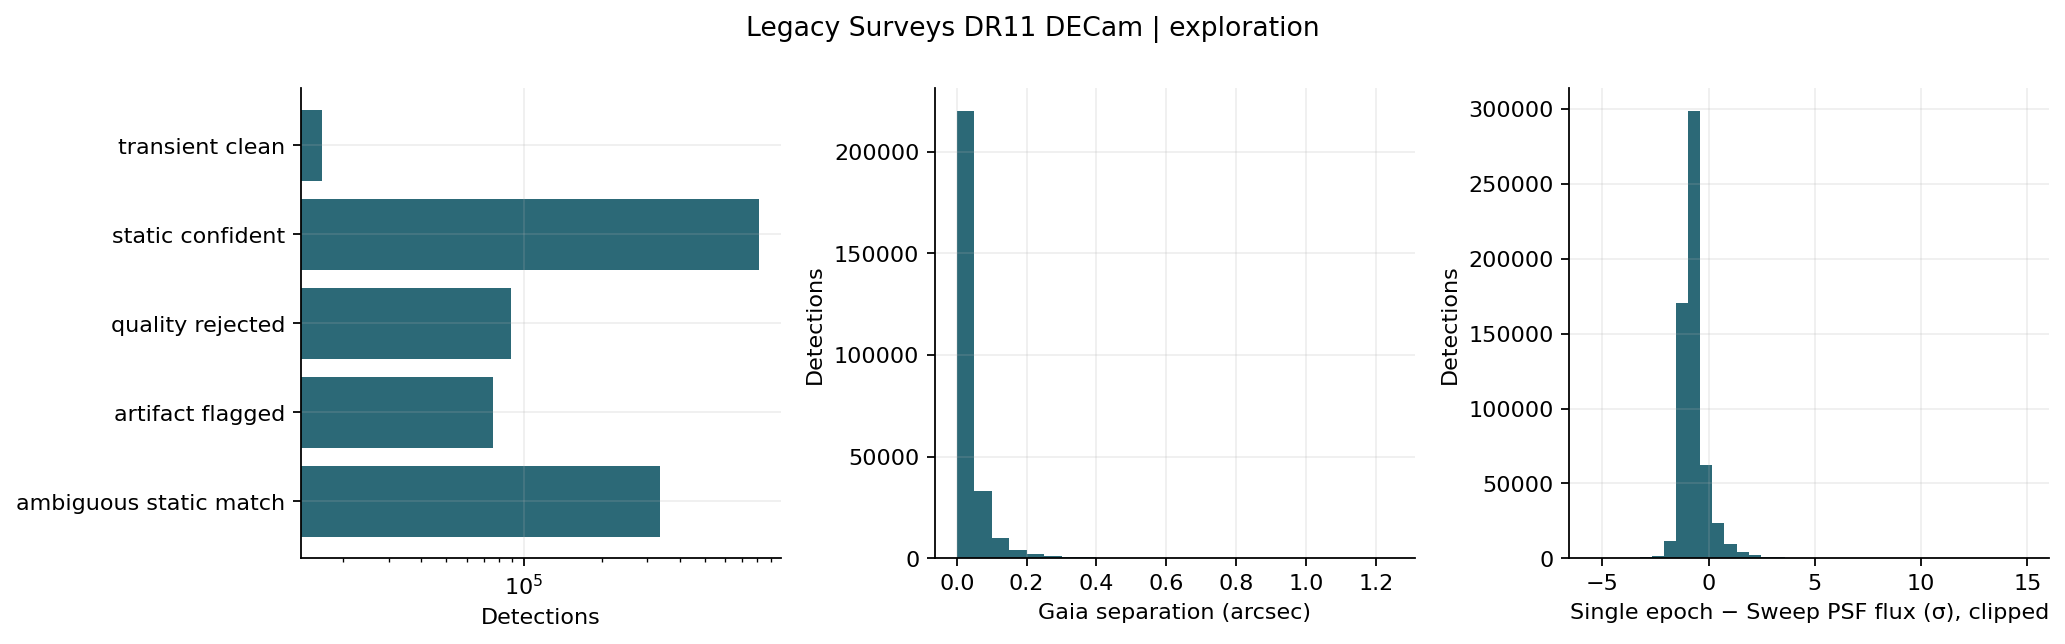 Legacy Surveys DR11 DECam | exploration
transient clean
static confident
quality rejected
artifact flagged
ambiguous static match
10⁵
Detections
Detections
200000
150000
100000
50000
0
0.0 0.2 0.4 0.6 0.8 1.0 1.2
Gaia separation (arcsec)
Detections
300000
250000
200000
150000
100000
50000
0
−5 0 5 10 15
Single epoch − Sweep PSF flux (σ), clipped